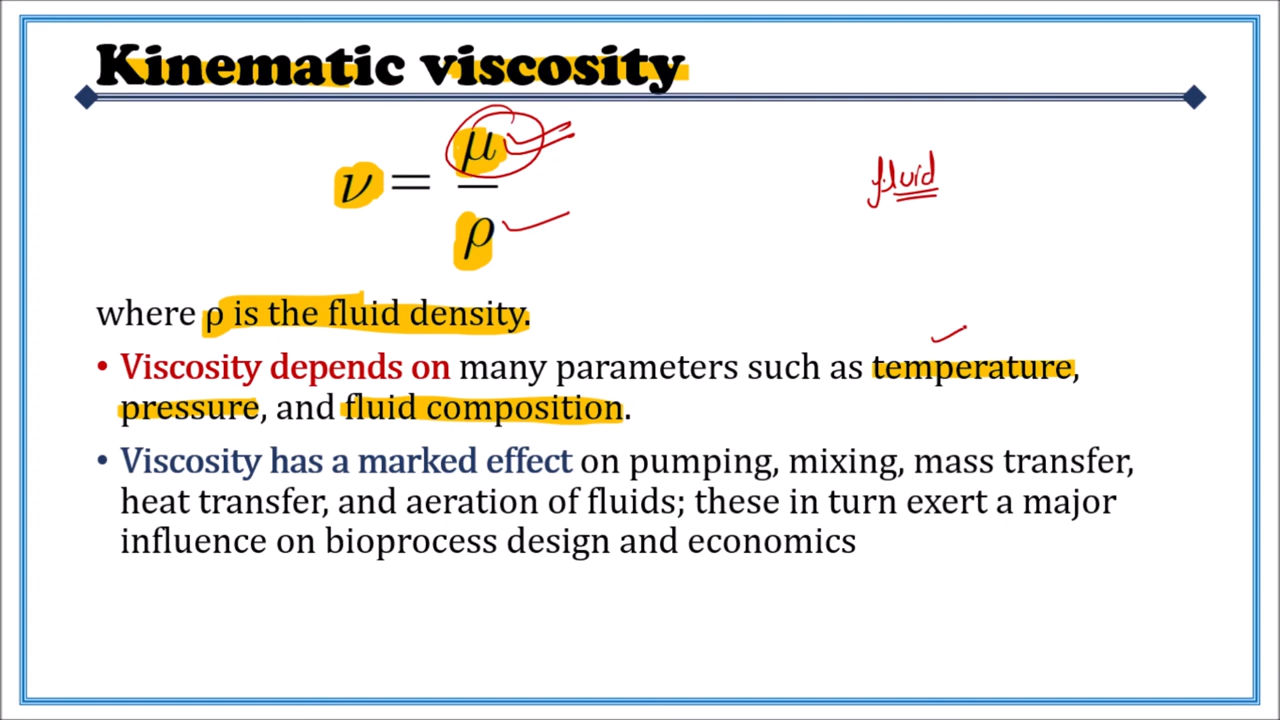 Kinematic viscosity
ν = μ
ρ
fluid
where ρ is the fluid density.
• Viscosity depends on many parameters such as temperature,
pressure, and fluid composition.
• Viscosity has a marked effect on pumping, mixing, mass transfer,
heat transfer, and aeration of fluids; these in turn exert a major
influence on bioprocess design and economics